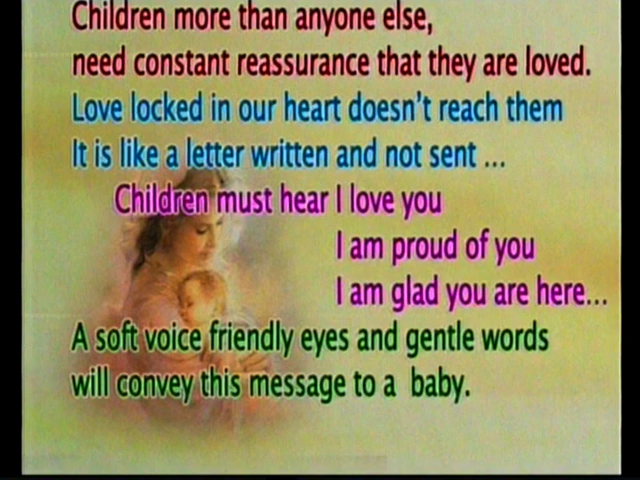 Children more than anyone else,
need constant reassurance that they are loved.
Love locked in our heart doesn't reach them
It is like a letter written and not sent ...
Children must hear I love you
I am proud of you
I am glad you are here...
A soft voice friendly eyes and gentle words
will convey this message to a baby.